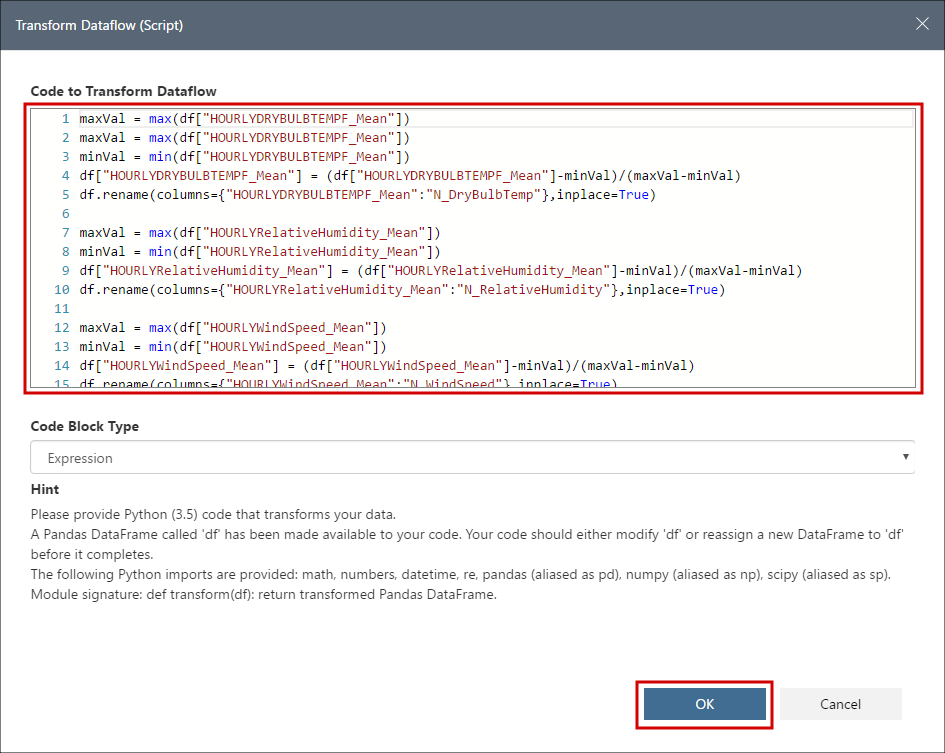 Transform Dataflow (Script)
Code to Transform Dataflow
1 maxVal = max(df["HOURLYDRYBULBTEMPF_Mean"])
2 maxVal = max(df["HOURLYDRYBULBTEMPF_Mean"])
3 minVal = min(df["HOURLYDRYBULBTEMPF_Mean"])
4 df["HOURLYDRYBULBTEMPF_Mean"] = (df["HOURLYDRYBULBTEMPF_Mean"]-minVal)/(maxVal-minVal)
5 df.rename(columns={"HOURLYDRYBULBTEMPF_Mean":"N_DryBulbTemp"},inplace=True)
6
7 maxVal = max(df["HOURLYRelativeHumidity_Mean"])
8 minVal = min(df["HOURLYRelativeHumidity_Mean"])
9 df["HOURLYRelativeHumidity_Mean"] = (df["HOURLYRelativeHumidity_Mean"]-minVal)/(maxVal-minVal)
10 df.rename(columns={"HOURLYRelativeHumidity_Mean":"N_RelativeHumidity"},inplace=True)
11
12 maxVal = max(df["HOURLYWindSpeed_Mean"])
13 minVal = min(df["HOURLYWindSpeed_Mean"])
14 df["HOURLYWindSpeed_Mean"] = (df["HOURLYWindSpeed_Mean"]-minVal)/(maxVal-minVal)
15 df.rename(columns={"HOURLYWindSpeed_Mean":"N_WindSpeed"},inplace=True)
Code Block Type
Expression
Hint
Please provide Python (3.5) code that transforms your data.
A Pandas DataFrame called 'df' has been made available to your code. Your code should either modify 'df' or reassign a new DataFrame to 'df'
before it completes.
The following Python imports are provided: math, numbers, datetime, re, pandas (aliased as pd), numpy (aliased as np), scipy (aliased as sp).
Module signature: def transform(df): return transformed Pandas DataFrame.
OK
Cancel